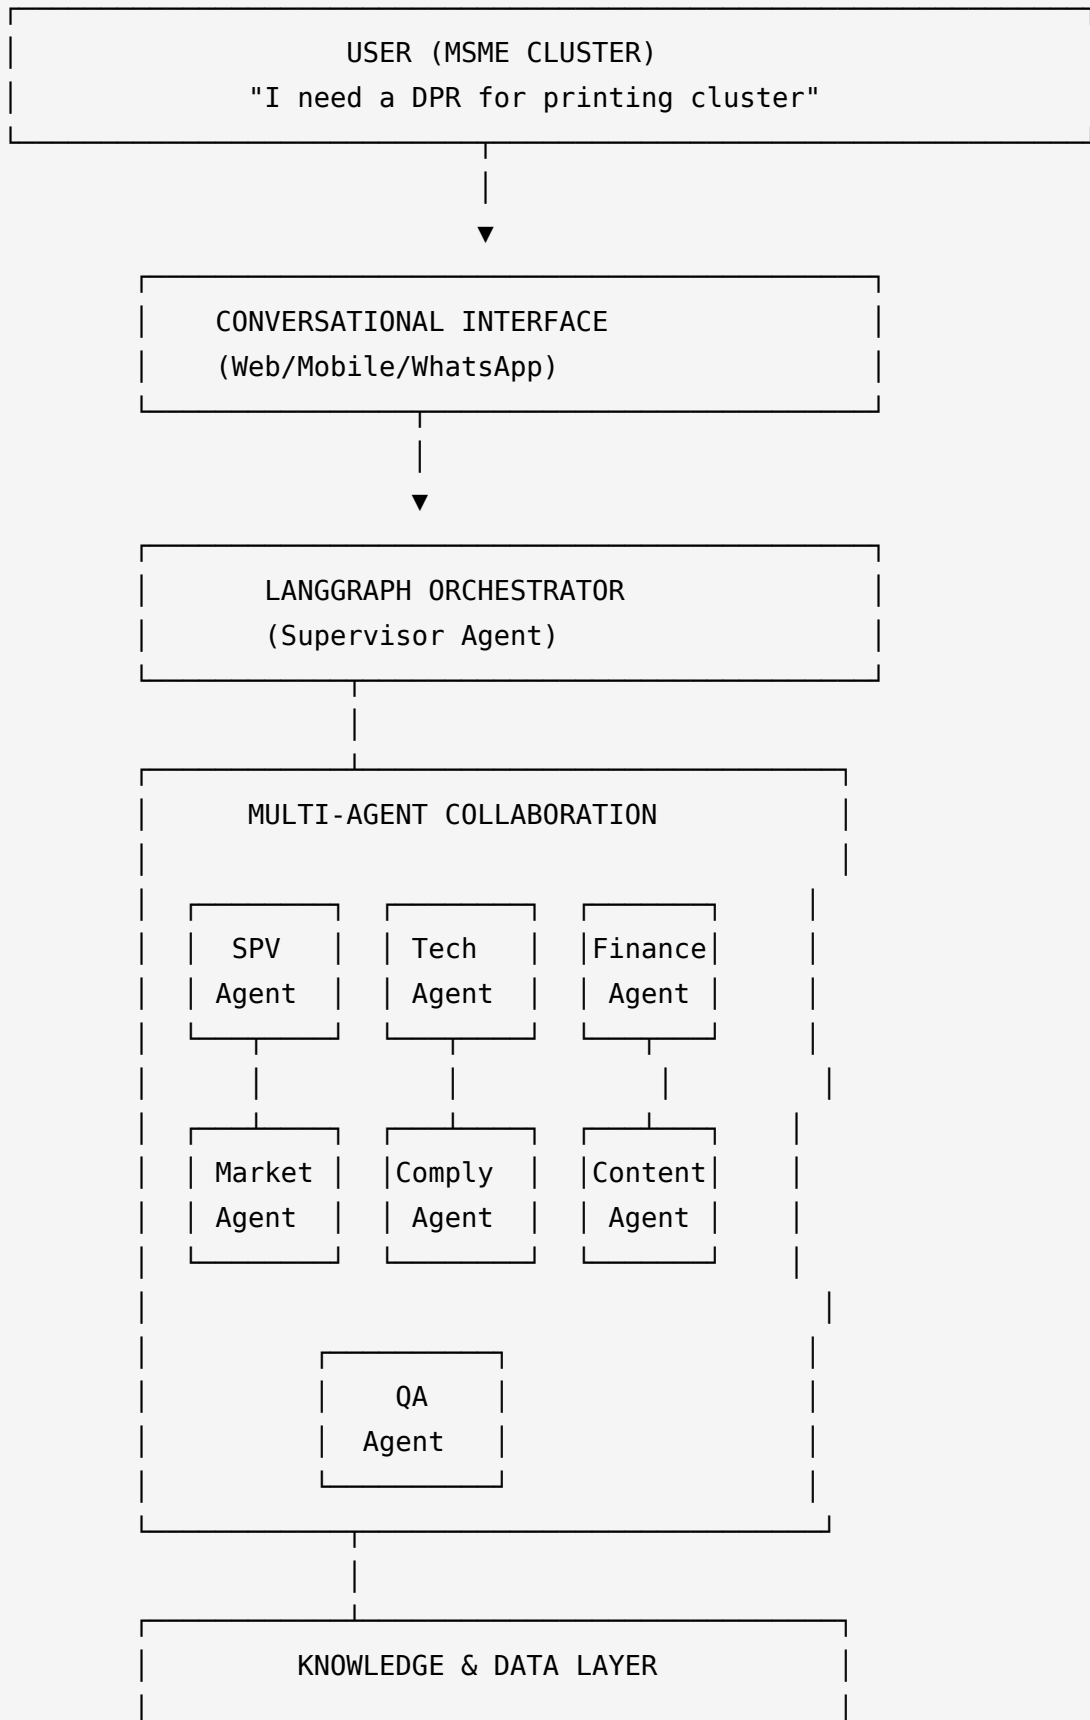 USER (MSME CLUSTER)
"I need a DPR for printing cluster"
CONVERSATIONAL INTERFACE
(Web/Mobile/WhatsApp)
LANGGRAPH ORCHESTRATOR
(Supervisor Agent)
MULTI-AGENT COLLABORATION
SPV Tech Finance
Agent Agent Agent
Market Comply Content
Agent Agent Agent
QA
Agent
KNOWLEDGE & DATA LAYER